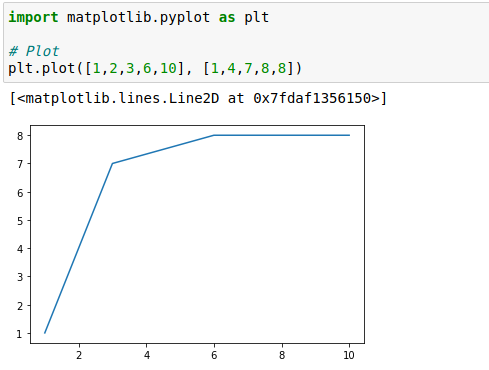 import matplotlib.pyplot as plt
# Plot
plt.plot([1,2,3,6,10], [1,4,7,8,8])
[<matplotlib.lines.Line2D at 0x7fdaf1356150>]
8
7
6
5
4
3
2
1
2 4 6 8 10